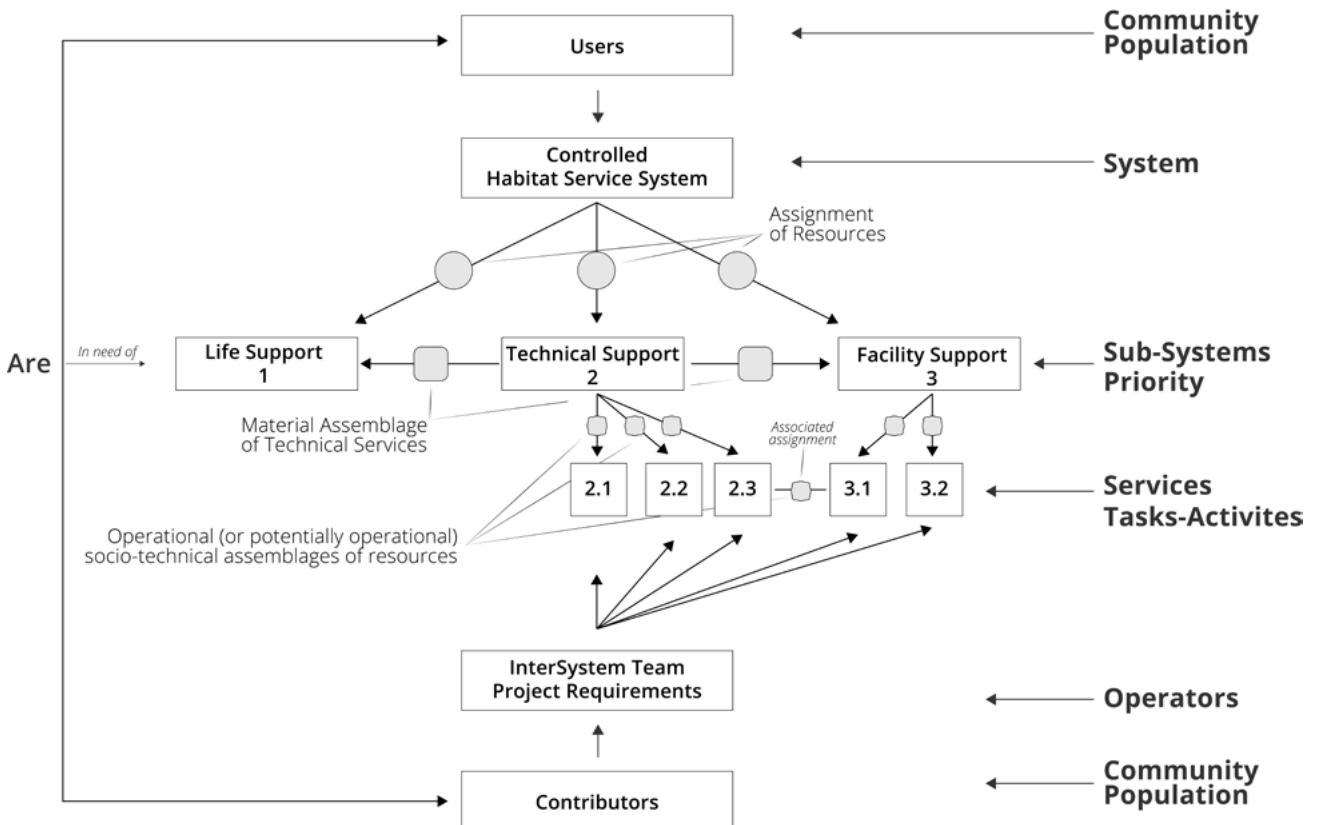 Users
Community
Population
Controlled
Habitat Service System
System
Assignment
of Resources
Are
In need of
Life Support
1
Technical Support
2
Facility Support
3
Sub-Systems
Priority
Material Assemblage
of Technical Services
Associated
assignment
2.1
2.2
2.3
3.1
3.2
Services
Tasks-Activites
Operational (or potentially operational)
socio-technical assemblages of resources
InterSystem Team
Project Requirements
Operators
Contributors
Community
Population